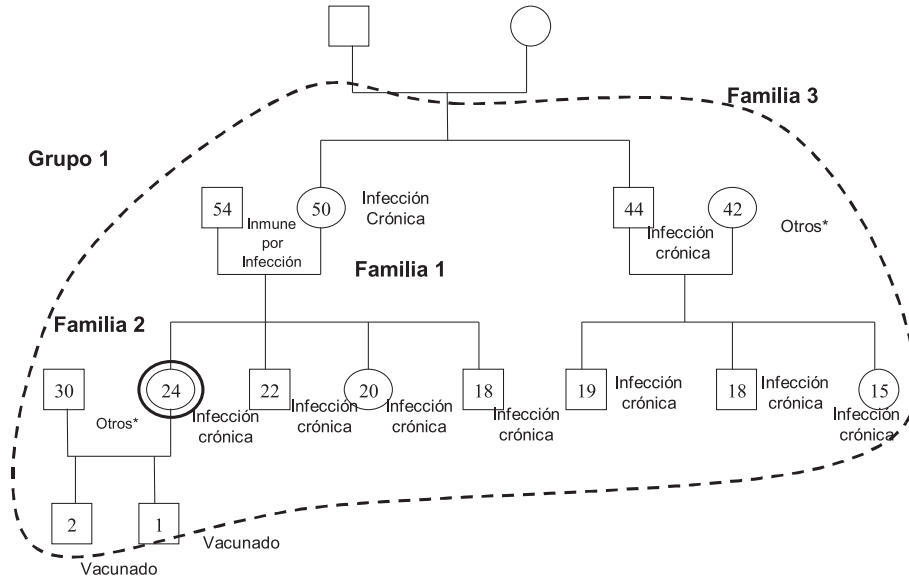 Familia 3
Grupo 1
54
50
Infección
Crónica
44
42
Inmune
por
Infección
Infección
crónica
Otros*
Familia 1
Familia 2
30
24
22
20
18
19
18
15
Otros*
Infección
crónica
Infección
crónica
Infección
crónica
Infección
crónica
Infección
crónica
Infección
crónica
Infección
crónica
2
1
Vacunado
Vacunado